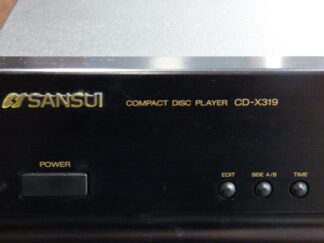 SANSUI COMPACT DISC PLAYER CD-X319
POWER
EDIT SIDE A/B TIME